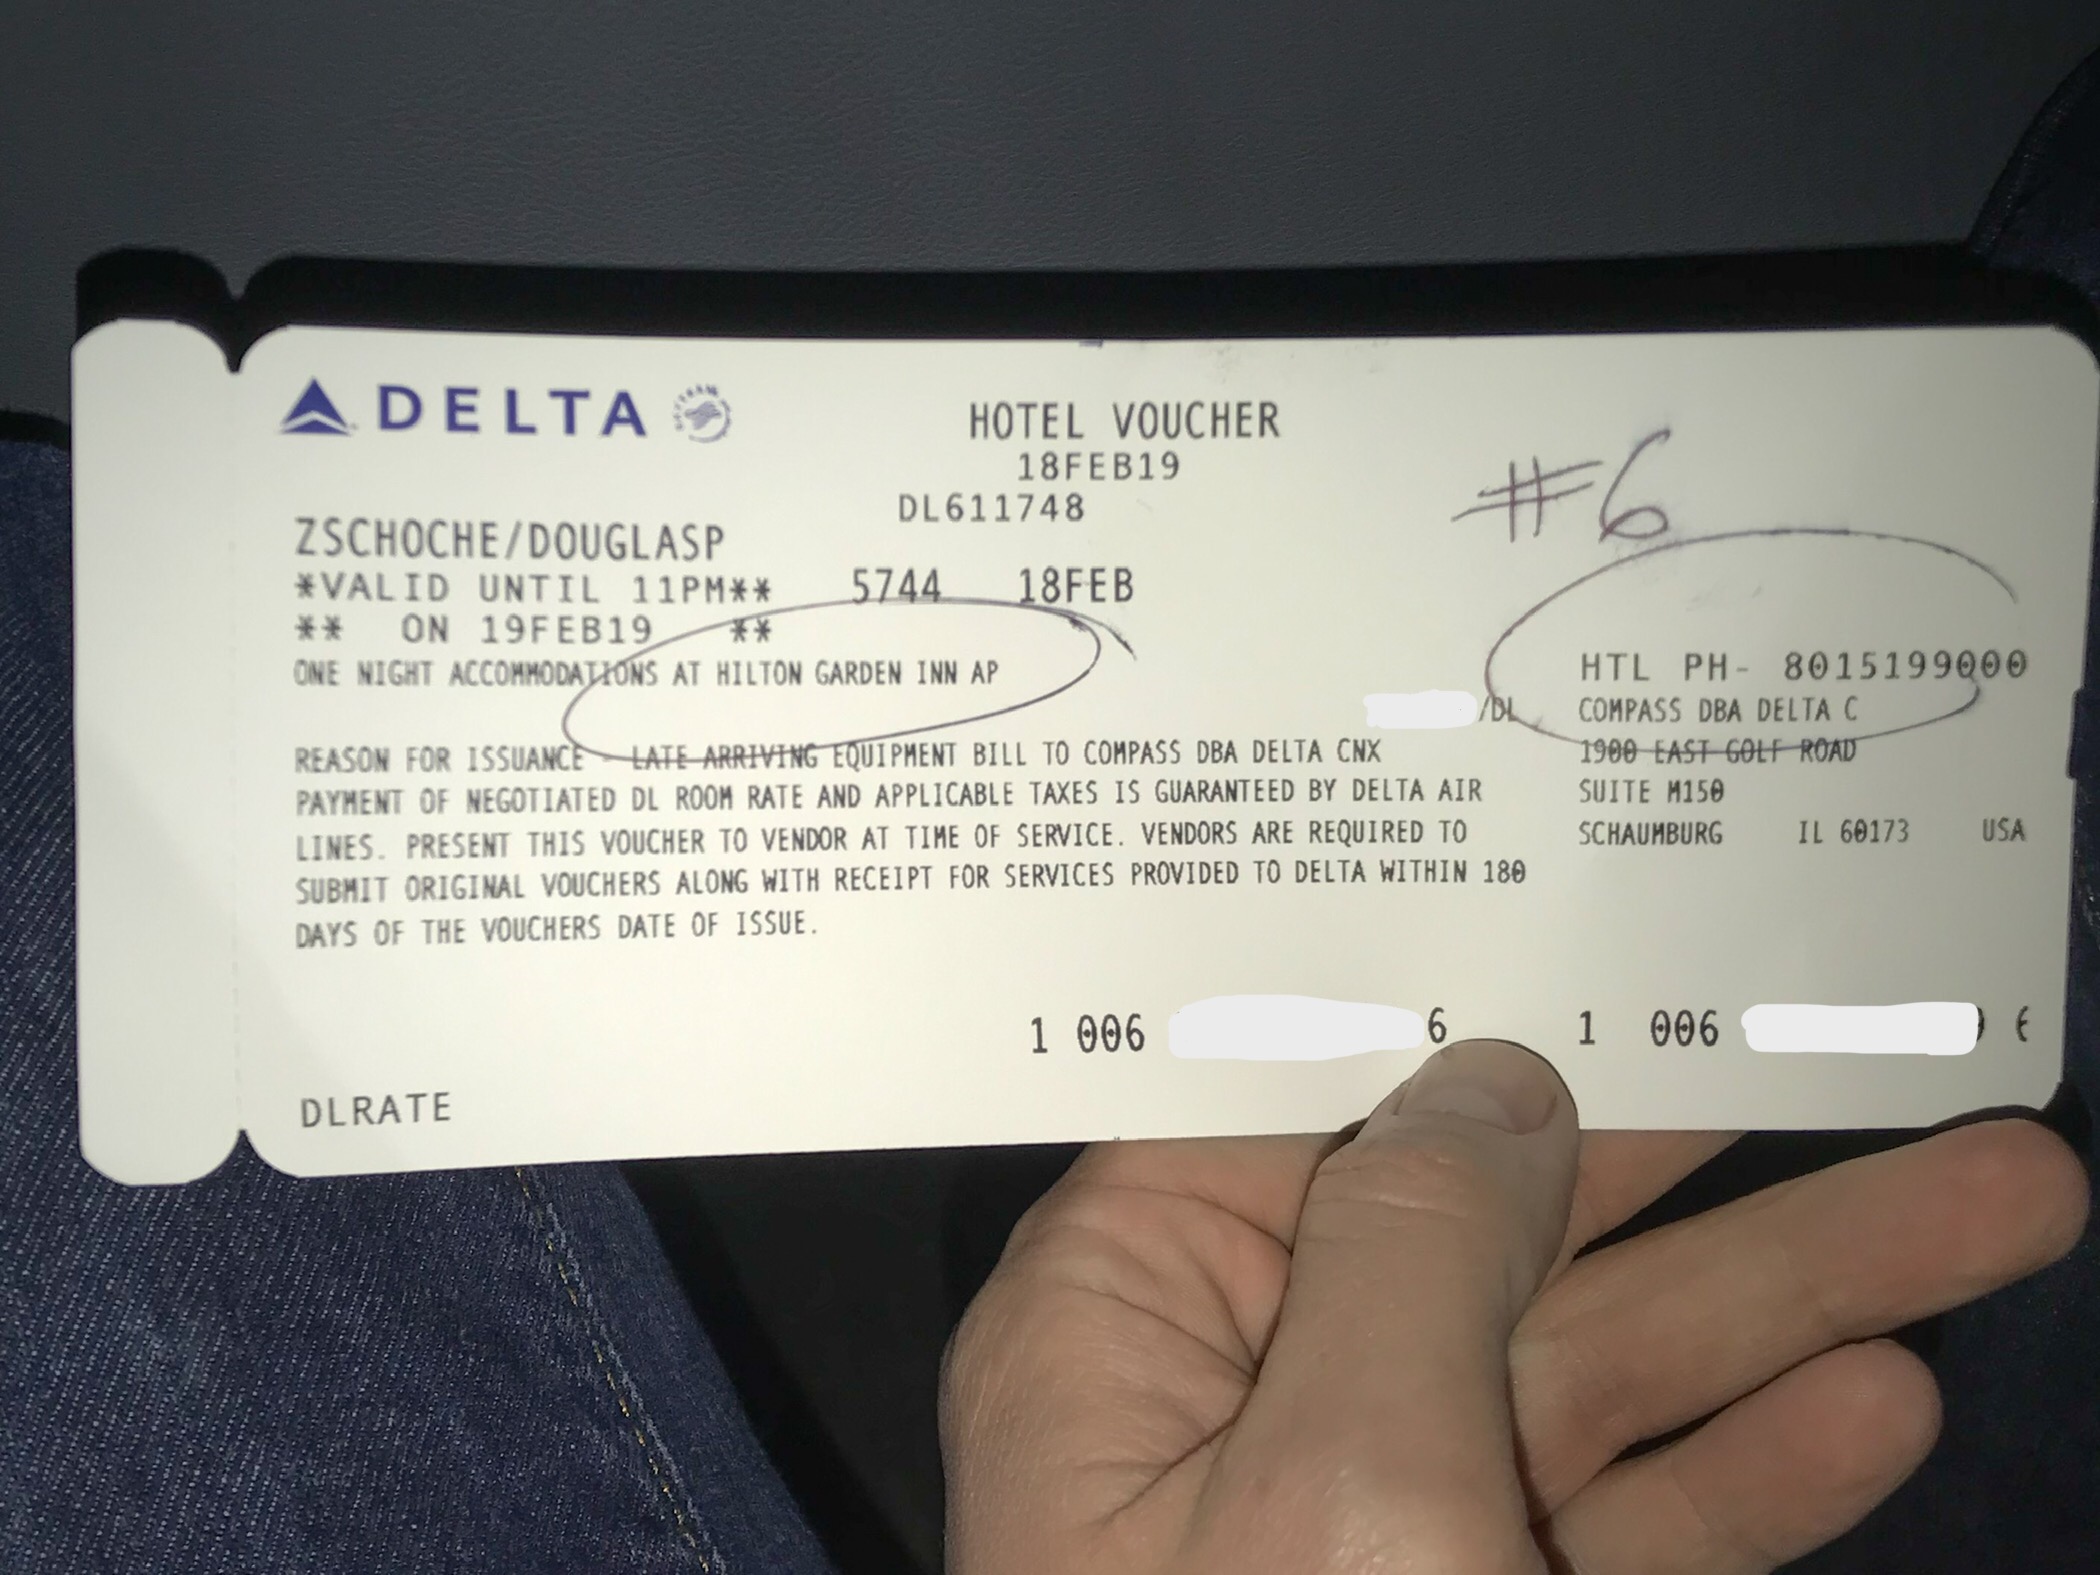 DELTA
HOTEL VOUCHER
18FEB19
DL611748
#6
ZSCHOCHE/DOUGLASP
*VALID UNTIL 11PM** 5744 18FEB
** ON 19FEB19 **
ONE NIGHT ACCOMMODATIONS AT HILTON GARDEN INN AP
HTL PH- 8015199000
/DL COMPASS DBA DELTA C
REASON FOR ISSUANCE - LATE ARRIVING EQUIPMENT BILL TO COMPASS DBA DELTA CNX
1900 EAST GOLF ROAD
PAYMENT OF NEGOTIATED DL ROOM RATE AND APPLICABLE TAXES IS GUARANTEED BY DELTA AIR
SUITE M150
LINES. PRESENT THIS VOUCHER TO VENDOR AT TIME OF SERVICE. VENDORS ARE REQUIRED TO
SCHAUMBURG IL 60173 USA
SUBMIT ORIGINAL VOUCHERS ALONG WITH RECEIPT FOR SERVICES PROVIDED TO DELTA WITHIN 180
DAYS OF THE VOUCHERS DATE OF ISSUE.
1 006 6 1 006
DLRATE